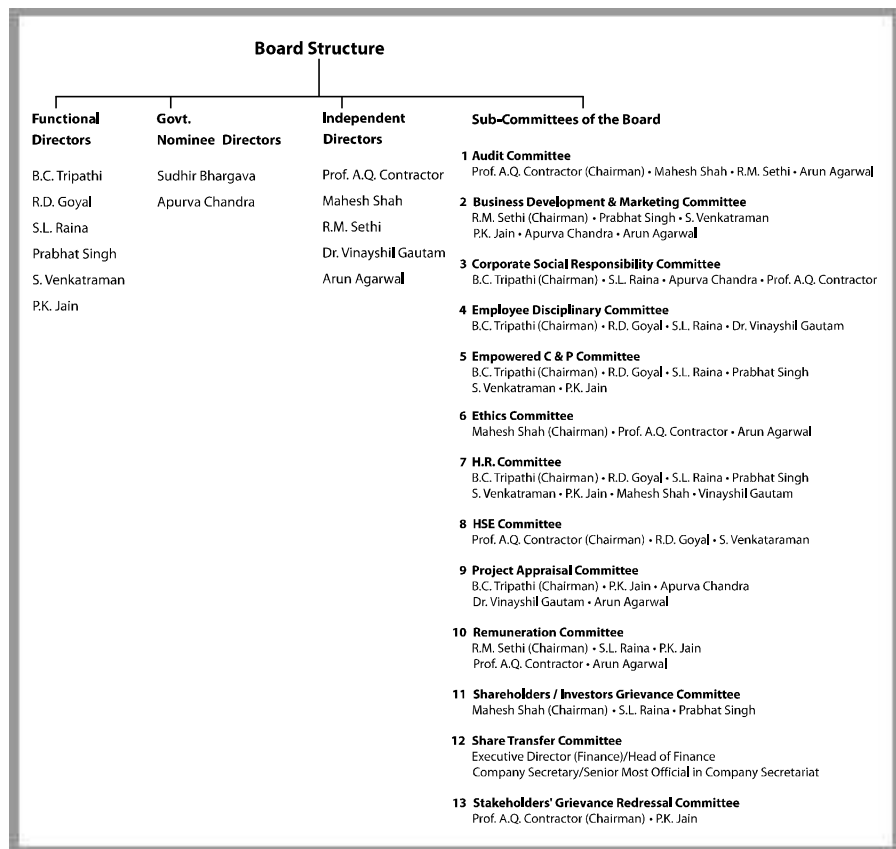 Board Structure
Functional Directors
B.C. Tripathi
R.D. Goyal
S.L. Raina
Prabhat Singh
S. Venkatraman
P.K. Jain
Govt.
Nominee Directors
Sudhir Bhargava
Apurva Chandra
Independent Directors
Prof. A.Q. Contractor
Mahesh Shah
R.M. Sethi
Dr. Vinayshil Gautam
Arun Agarwal
Sub-Committees of the Board
1 Audit Committee
Prof. A.Q. Contractor (Chairman) • Mahesh Shah • R.M. Sethi • Arun Agarwal
2 Business Development & Marketing Committee
R.M. Sethi (Chairman) • Prabhat Singh • S. Venkatraman
P.K. Jain • Apurva Chandra • Arun Agarwal
3 Corporate Social Responsibility Committee
B.C. Tripathi (Chairman) • S.L. Raina • Apurva Chandra • Prof. A.Q. Contractor
4 Employee Disciplinary Committee
B.C. Tripathi (Chairman) • R.D. Goyal • S.L. Raina • Dr. Vinayshil Gautam
5 Empowered C & P Committee
B.C. Tripathi (Chairman) • R.D. Goyal • S.L. Raina • Prabhat Singh
S. Venkatraman • P.K. Jain
6 Ethics Committee
Mahesh Shah (Chairman) • Prof. A.Q. Contractor • Arun Agarwal
7 H.R. Committee
B.C. Tripathi (Chairman) • R.D. Goyal • S.L. Raina • Prabhat Singh
S. Venkatraman • P.K. Jain • Mahesh Shah • Vinayshil Gautam
8 HSE Committee
Prof. A.Q. Contractor (Chairman) • R.D. Goyal • S. Venkataraman
9 Project Appraisal Committee
B.C. Tripathi (Chairman) • P.K. Jain • Apurva Chandra
Dr. Vinayshil Gautam • Arun Agarwal
10 Remuneration Committee
R.M. Sethi (Chairman) • S.L. Raina • P.K. Jain
Prof. A.Q. Contractor • Arun Agarwal
11 Shareholders / Investors Grievance Committee
Mahesh Shah (Chairman) • S.L. Raina • Prabhat Singh
12 Share Transfer Committee
Executive Director (Finance)/Head of Finance
Company Secretary/Senior Most Official in Company Secretariat
13 Stakeholders' Grievance Redressal Committee
Prof. A.Q. Contractor (Chairman) • P.K. Jain